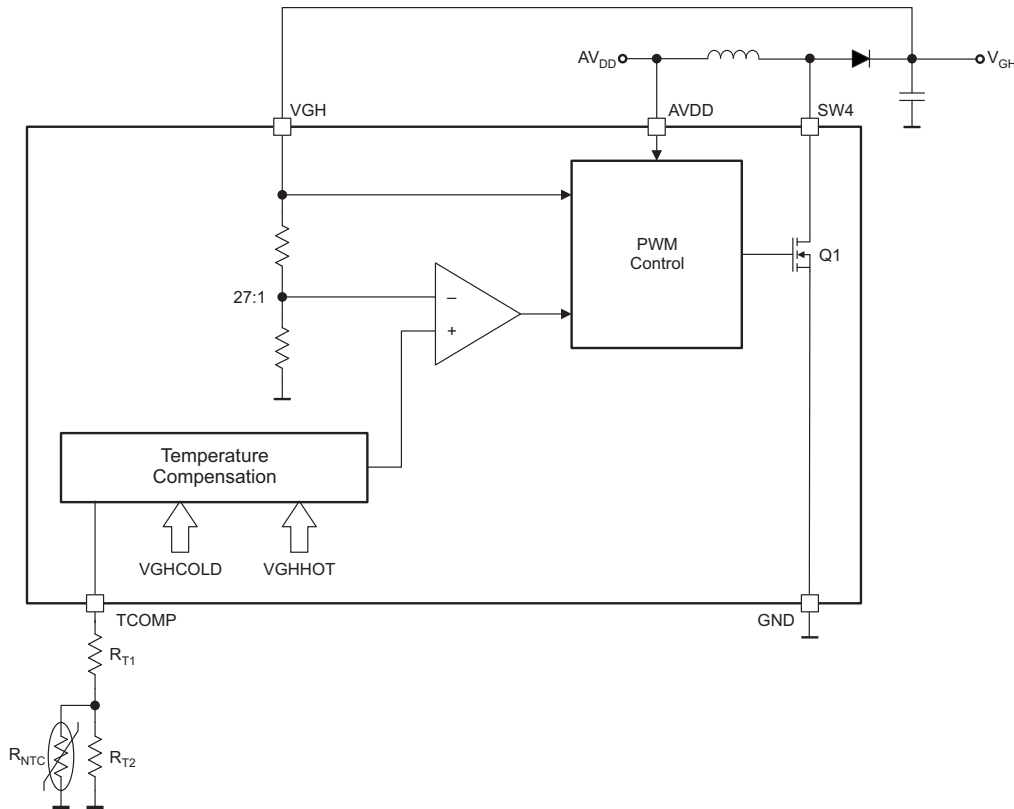 AVDD
VGH
VGH
AVDD
SW4
PWM
Control
Q1
27:1
−
+
Temperature
Compensation
VGHCOLD
VGHHOT
TCOMP
GND
RT1
RNTC
RT2